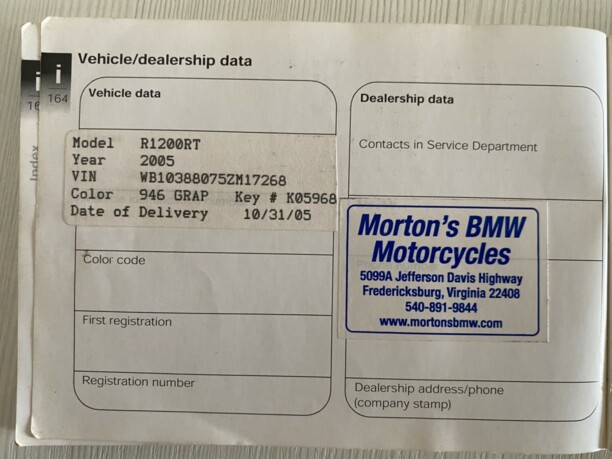 Vehicle/dealership data
i
164
i
16
Index
Vehicle data
Model R1200RT
Year 2005
VIN WB10388075ZM17268
Color 946 GRAP Key # K05968
Date of Delivery 10/31/05
Color code
First registration
Registration number
Dealership data
Contacts in Service Department
Morton's BMW
Motorcycles
5099A Jefferson Davis Highway
Fredericksburg, Virginia 22408
540-891-9844
www.mortonsbmw.com
Dealership address/phone
(company stamp)